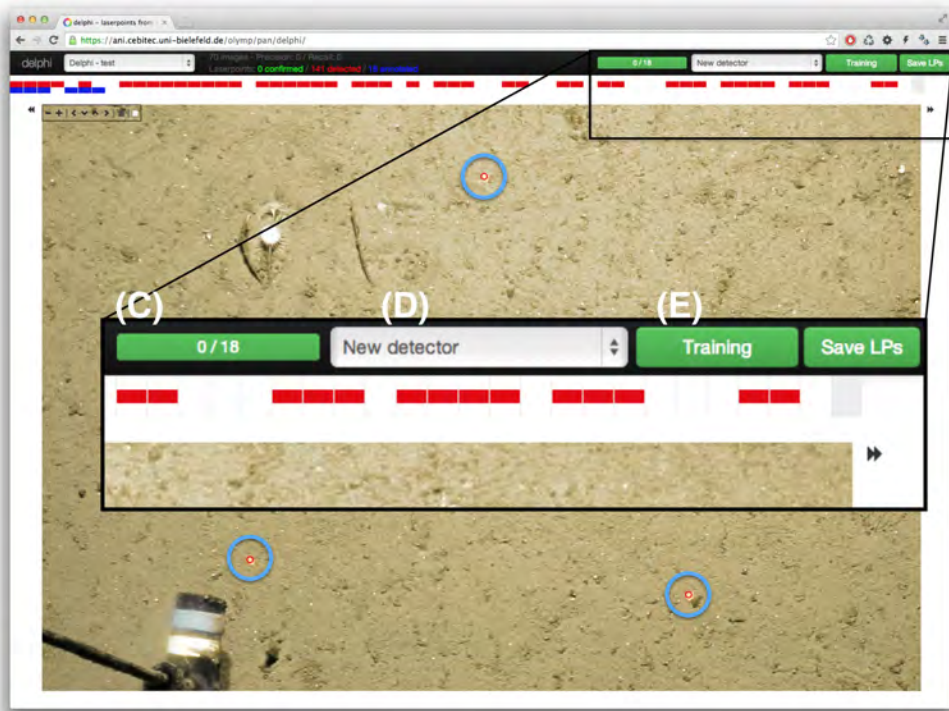 delphi - laserpoints from
https://ani.cebitec.uni-bielefeld.de/olymp/pan/delphi/
delphi
Delphi - test
70 images - Precision: 0 / Recall: 0
Laserpoints: 0 confirmed / 141 detected / 18
0 / 18
New detector
Training
Save LPs
(C)
(D)
(E)
0 / 18
New detector
Training
Save LPs